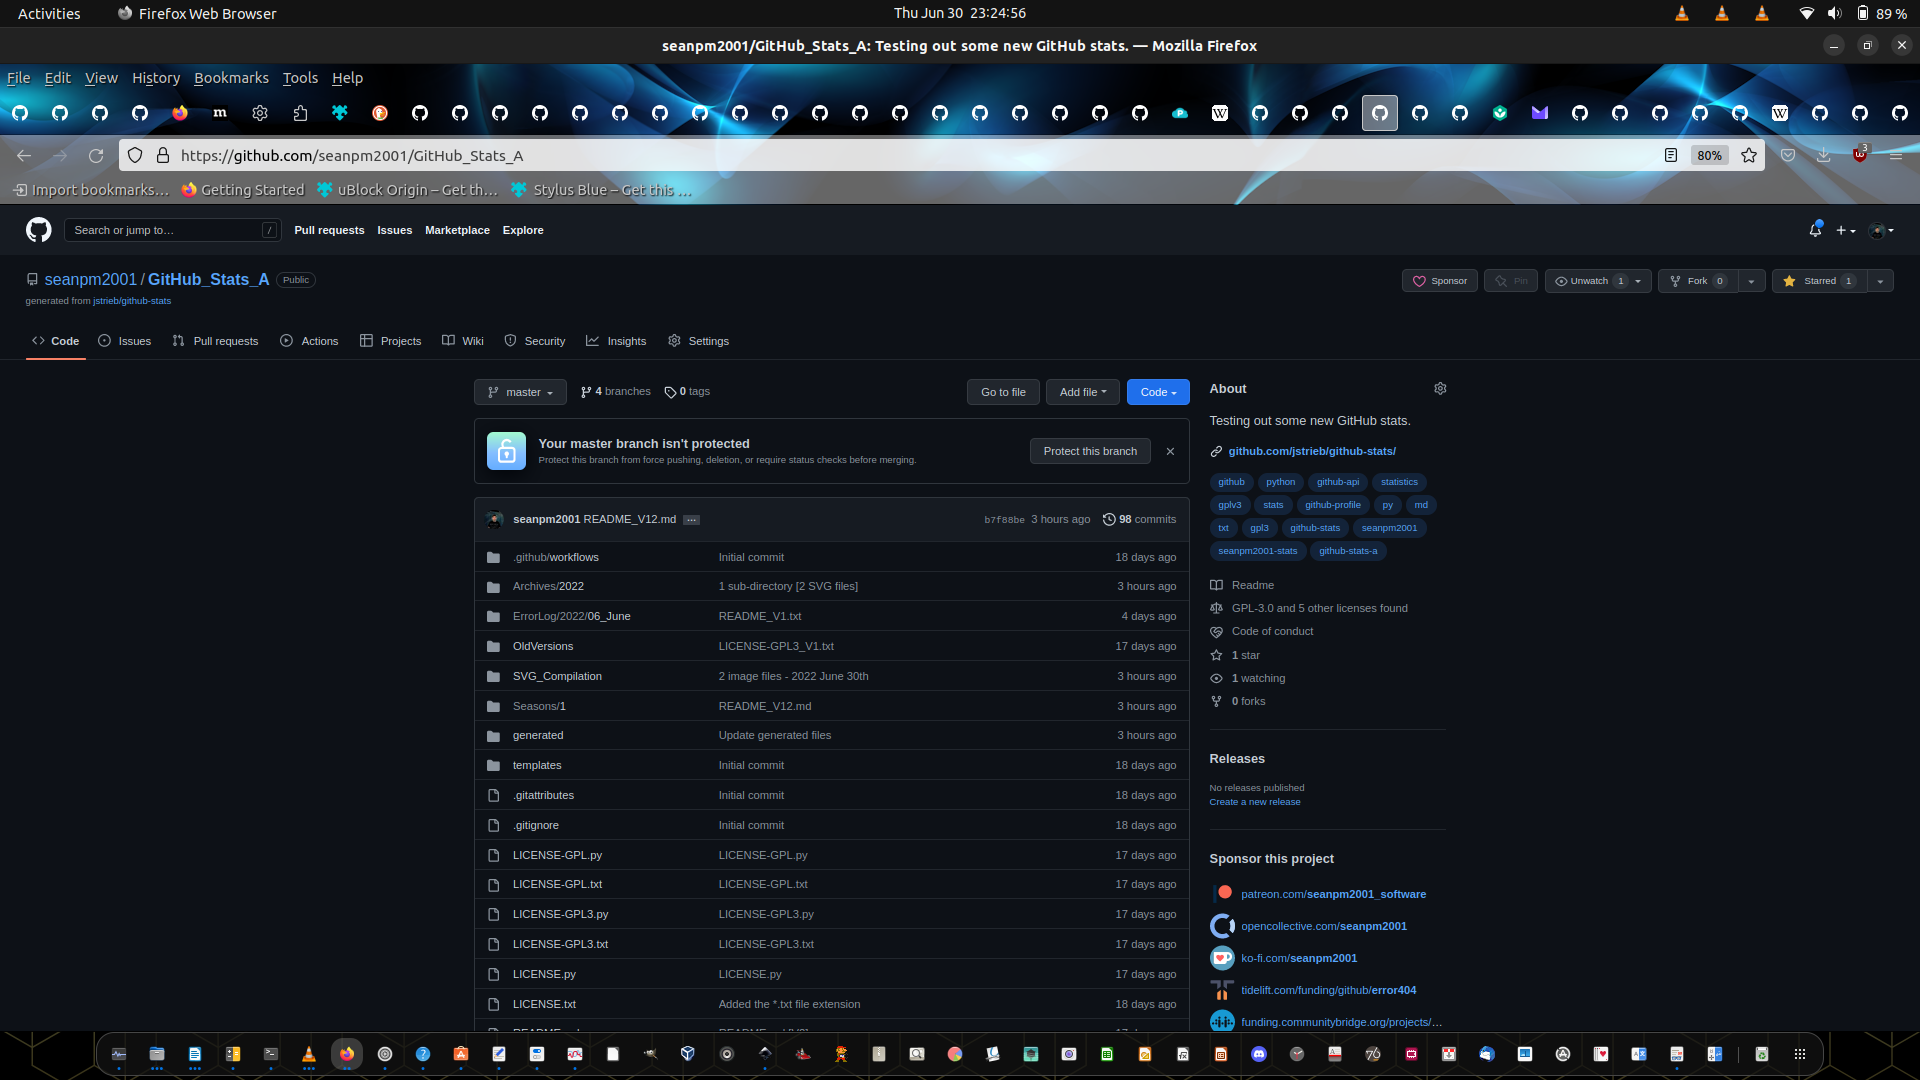 Activities
Firefox Web Browser
Thu Jun 30 23:24:56
89 %
seanpm2001/GitHub_Stats_A: Testing out some new GitHub stats. — Mozilla Firefox
File Edit View History Bookmarks Tools Help
https://github.com/seanpm2001/GitHub_Stats_A
80%
3
Import bookmarks…
Getting Started
uBlock Origin – Get th…
Stylus Blue – Get this …
Search or jump to… /
Pull requests Issues Marketplace Explore
seanpm2001 / GitHub_Stats_A Public
generated from jstrieb/github-stats
Sponsor
Pin
Unwatch 1
Fork 0
Starred 1
Code
Issues
Pull requests
Actions
Projects
Wiki
Security
Insights
Settings
master
4 branches
0 tags
Go to file
Add file
Code
Your master branch isn't protected
Protect this branch from force pushing, deletion, or require status checks before merging.
Protect this branch
seanpm2001 README_V12.md ...
b7f88be 3 hours ago
98 commits
.github/workflows Initial commit 18 days ago
Archives/2022 1 sub-directory [2 SVG files] 3 hours ago
ErrorLog/2022/06_June README_V1.txt 4 days ago
OldVersions LICENSE-GPL3_V1.txt 17 days ago
SVG_Compilation 2 image files - 2022 June 30th 3 hours ago
Seasons/1 README_V12.md 3 hours ago
generated Update generated files 3 hours ago
templates Initial commit 18 days ago
.gitattributes Initial commit 18 days ago
.gitignore Initial commit 18 days ago
LICENSE-GPL.py LICENSE-GPL.py 17 days ago
LICENSE-GPL.txt LICENSE-GPL.txt 17 days ago
LICENSE-GPL3.py LICENSE-GPL3.py 17 days ago
LICENSE-GPL3.txt LICENSE-GPL3.txt 17 days ago
LICENSE.py LICENSE.py 17 days ago
LICENSE.txt Added the *.txt file extension 18 days ago
About
Testing out some new GitHub stats.
github.com/jstrieb/github-stats/
github python github-api statistics
gplv3 stats github-profile py md
txt gpl3 github-stats seanpm2001
seanpm2001-stats github-stats-a
Readme
GPL-3.0 and 5 other licenses found
Code of conduct
1 star
1 watching
0 forks
Releases
No releases published
Create a new release
Sponsor this project
patreon.com/seanpm2001_software
opencollective.com/seanpm2001
ko-fi.com/seanpm2001
tidelift.com/funding/github/error404
funding.communitybridge.org/projects/…